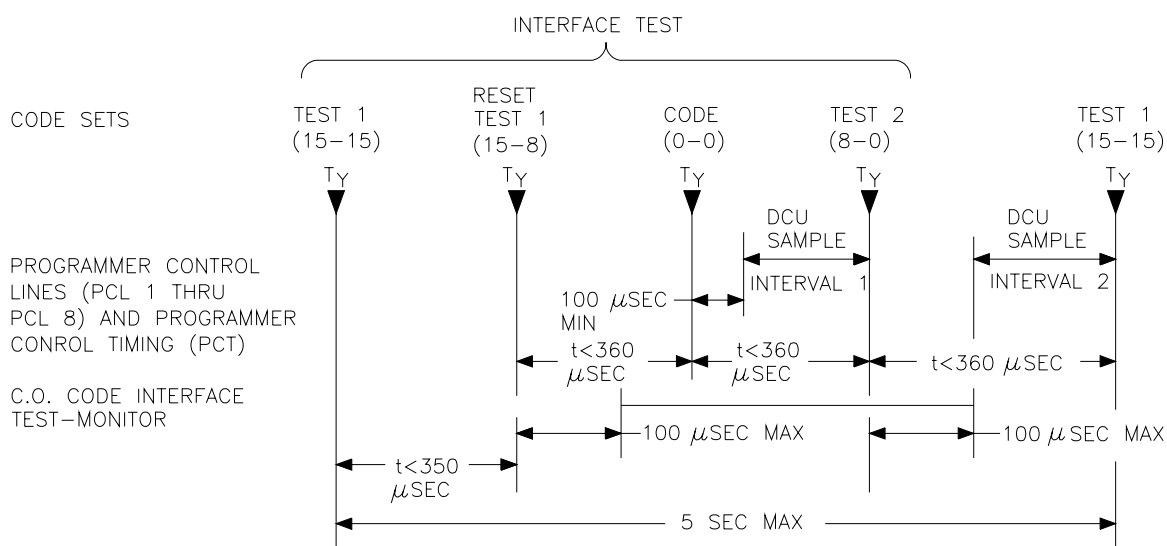 INTERFACE TEST
CODE SETS
TEST 1
(15-15)
RESET
TEST 1
(15-8)
CODE
(0-0)
TEST 2
(8-0)
TEST 1
(15-15)
TY
TY
TY
TY
TY
DCU
SAMPLE
INTERVAL 1
DCU
SAMPLE
INTERVAL 2
PROGRAMMER CONTROL
LINES (PCL 1 THRU
PCL 8) AND PROGRAMMER
CONROL TIMING (PCT)
100 μSEC
MIN
t<360
μSEC
t<360
μSEC
t<360 μSEC
C.O. CODE INTERFACE
TEST-MONITOR
100 μSEC MAX
100 μSEC MAX
t<350
μSEC
5 SEC MAX